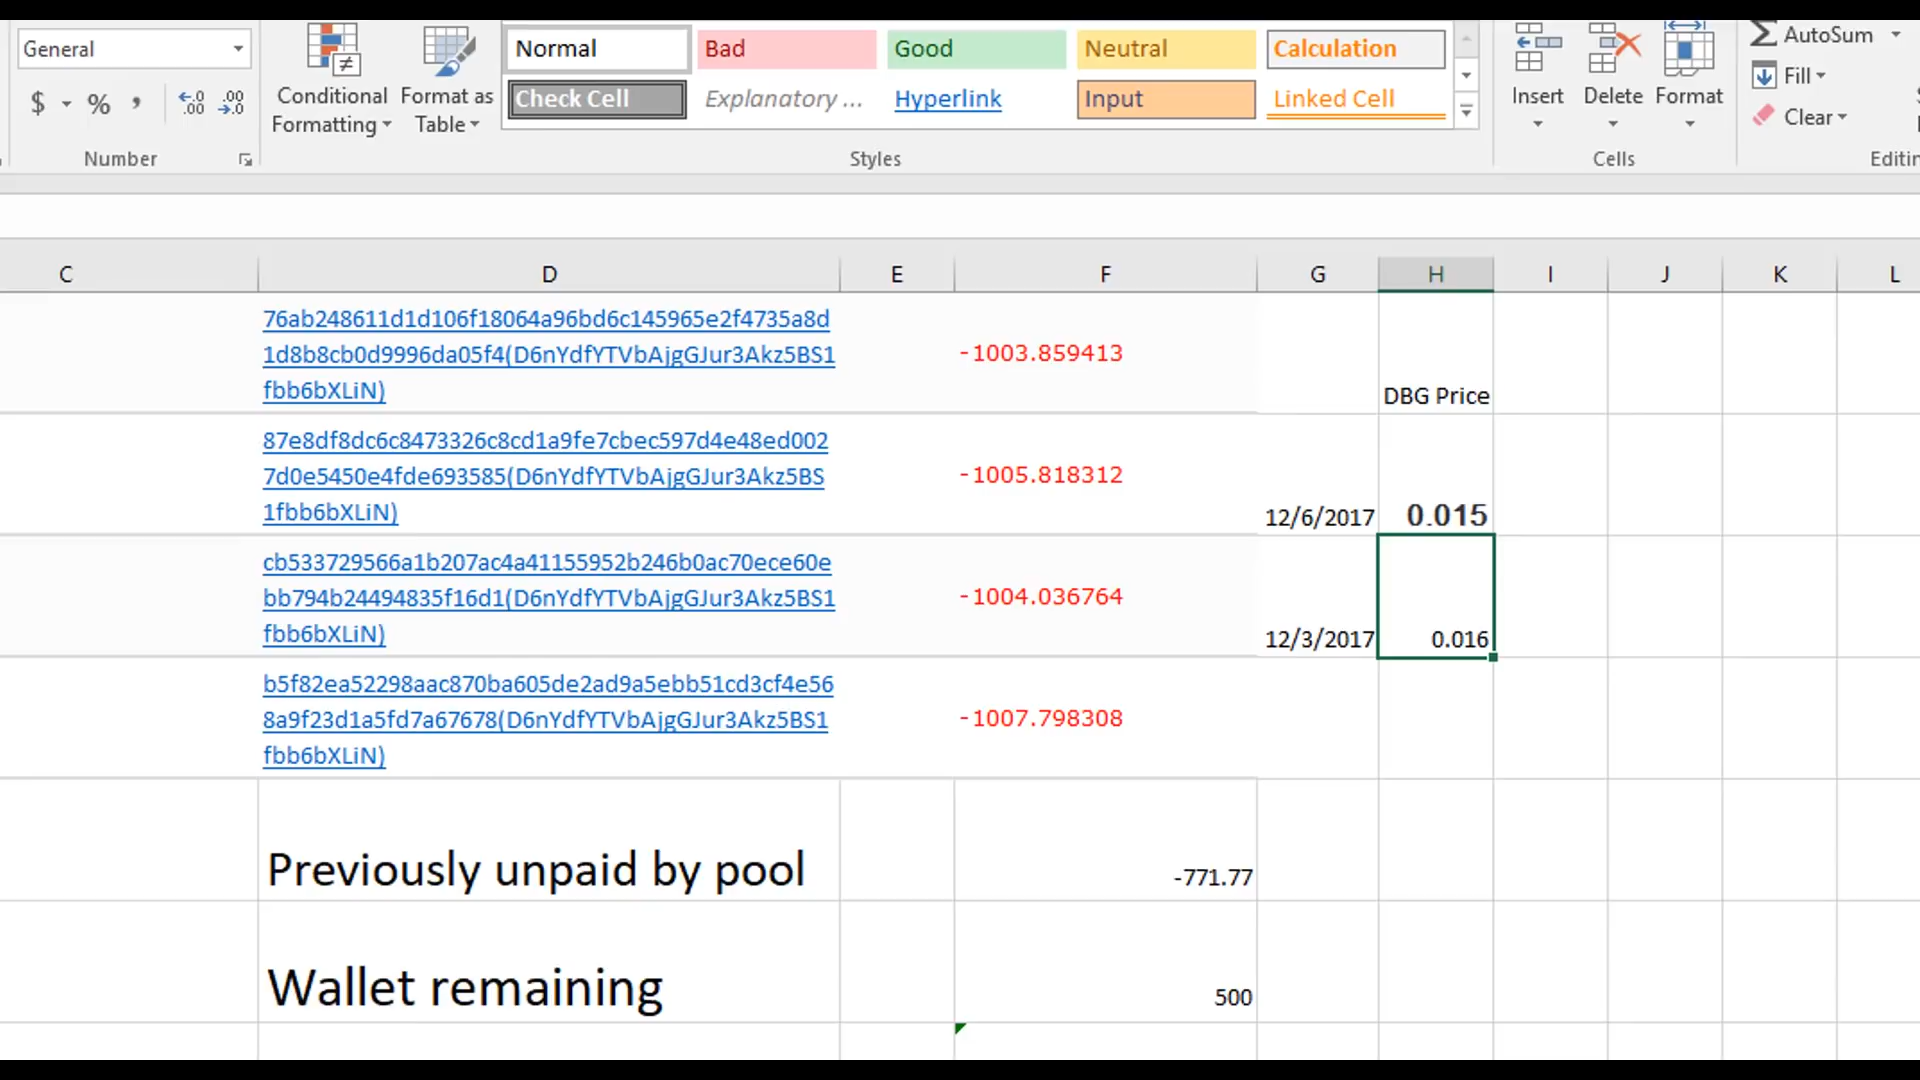 General
$ % ,
.00 .00
Number
Conditional Formatting
Format as Table
Normal Bad Good Neutral Calculation
Check Cell Explanatory ... Hyperlink Input Linked Cell
Styles
Insert Delete Format
Cells
AutoSum
Fill
Clear
Editin
C D E F G H I J K L
76ab248611d1d106f18064a96bd6c145965e2f4735a8d
1d8b8cb0d9996da05f4(D6nYdfYTVbAjgGJur3Akz5BS1
fbb6bXLiN)
-1003.859413
DBG Price
87e8df8dc6c8473326c8cd1a9fe7cbec597d4e48ed002
7d0e5450e4fde693585(D6nYdfYTVbAjgGJur3Akz5BS
1fbb6bXLiN)
-1005.818312
12/6/2017 0.015
cb533729566a1b207ac4a41155952b246b0ac70ece60e
bb794b24494835f16d1(D6nYdfYTVbAjgGJur3Akz5BS1
fbb6bXLiN)
-1004.036764
12/3/2017 0.016
b5f82ea52298aac870ba605de2ad9a5ebb51cd3cf4e56
8a9f23d1a5fd7a67678(D6nYdfYTVbAjgGJur3Akz5BS1
fbb6bXLiN)
-1007.798308
Previously unpaid by pool -771.77
Wallet remaining 500